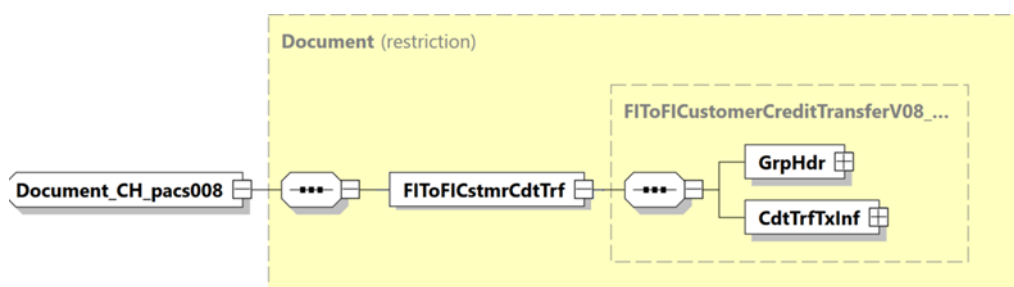 Document (restriction)
FIToFICustomerCreditTransferV08_...
GrpHdr
Document_CH_pacs008
FIToFICstmrCdtTrf
CdtTrfTxInf